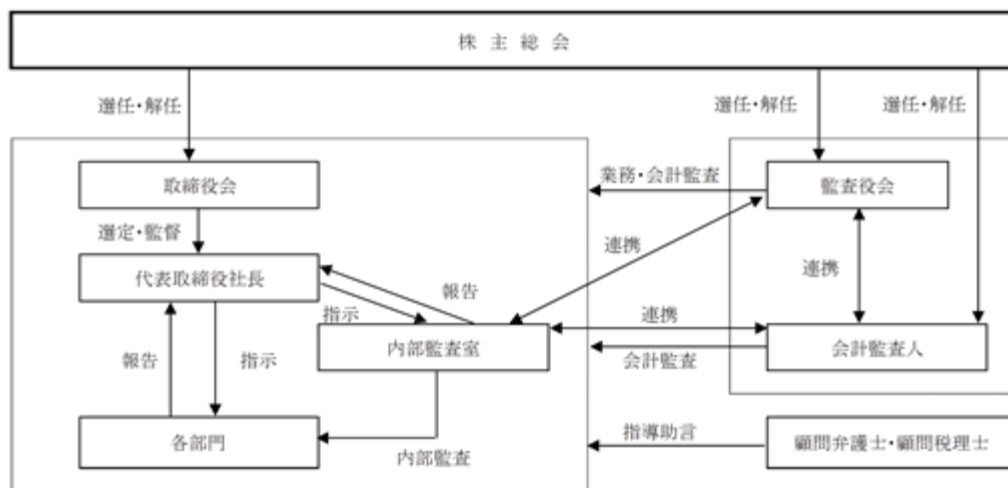 株主総会
選任・解任
選任・解任
選任・解任
取締役会
業務・会計監査
監査役会
選定・監督
連携
連携
代表取締役社長
報告
指示
連携
内部監査室
会計監査人
報告
指示
会計監査
各部門
内部監査
指導助言
顧問弁護士・顧問税理士